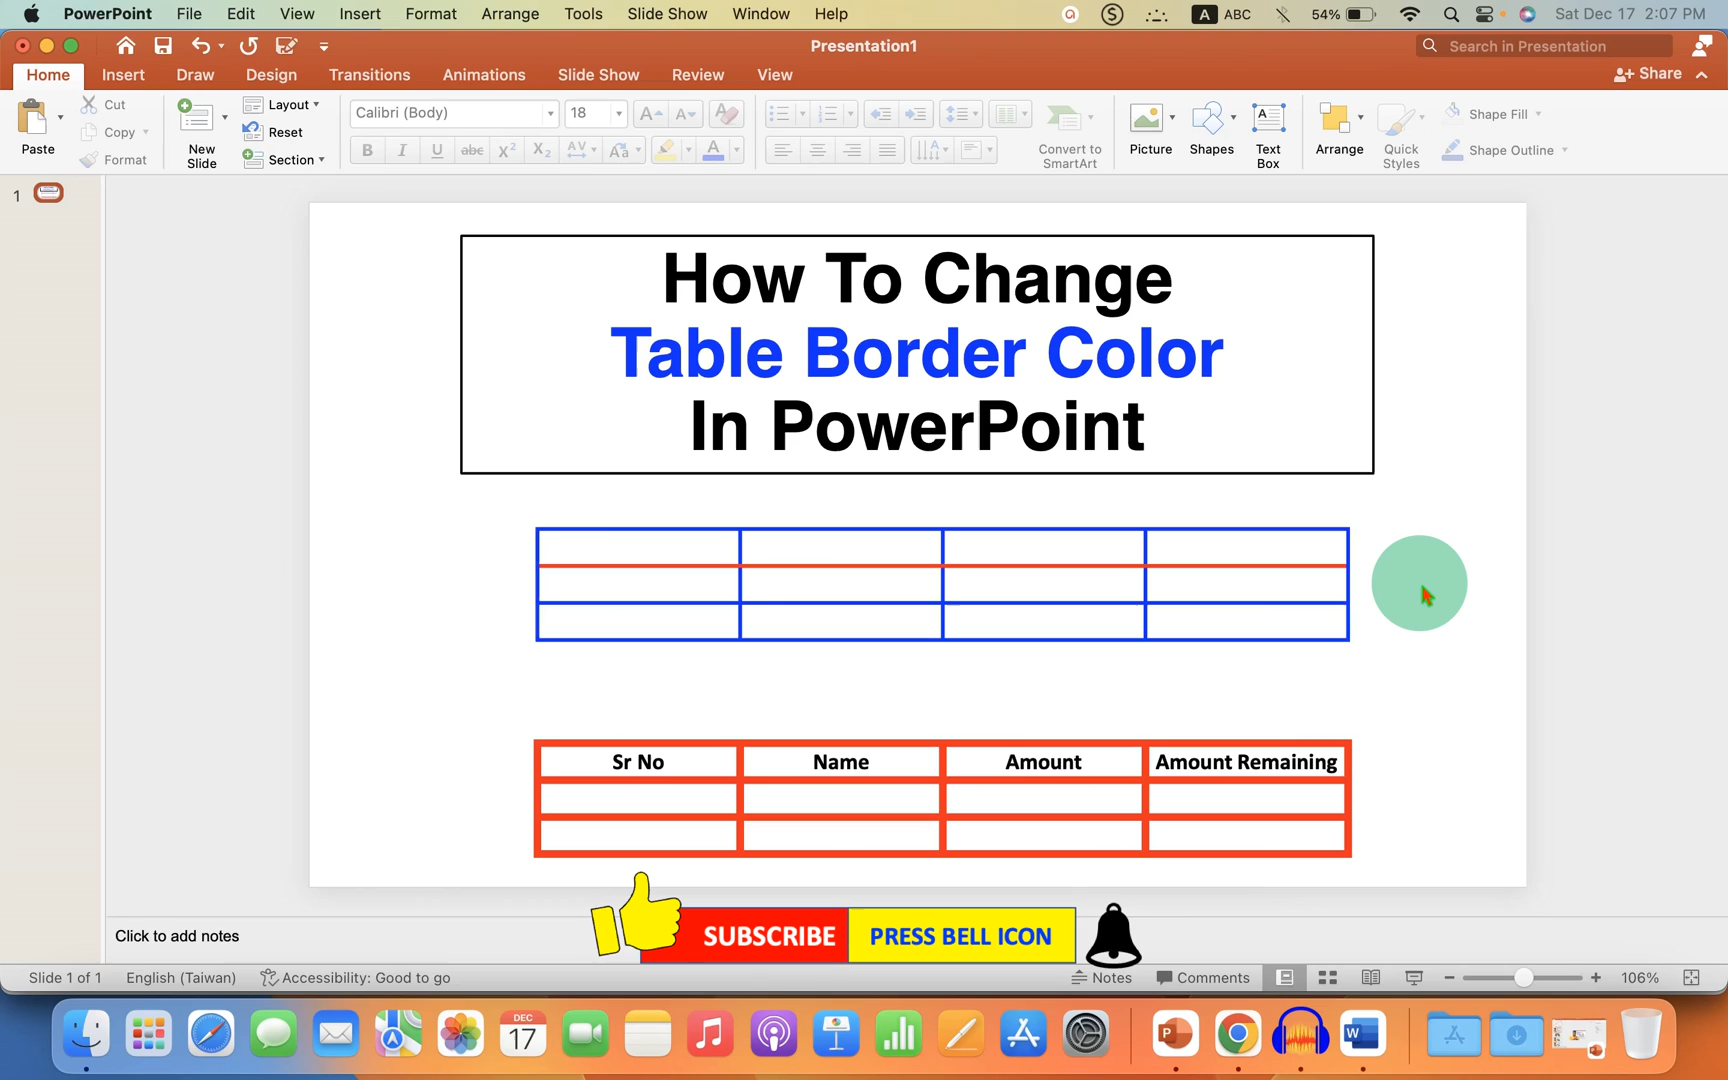 PowerPoint File Edit View Insert Format Arrange Tools Slide Show Window Help A ABC 54% Sat Dec 17 2:07 PM
Presentation1
Search in Presentation
Home Insert Draw Design Transitions Animations Slide Show Review View Share
Paste
Cut
Copy
Format
New Slide
Layout
Reset
Section
Calibri (Body) 18
Convert to SmartArt
Picture
Shapes
Text Box
Arrange
Quick Styles
Shape Fill
Shape Outline
1
How To Change
Table Border Color
In PowerPoint
Sr No Name Amount Amount Remaining
SUBSCRIBE PRESS BELL ICON
Click to add notes
Slide 1 of 1 English (Taiwan) Accessibility: Good to go Notes Comments 106%
DEC
17